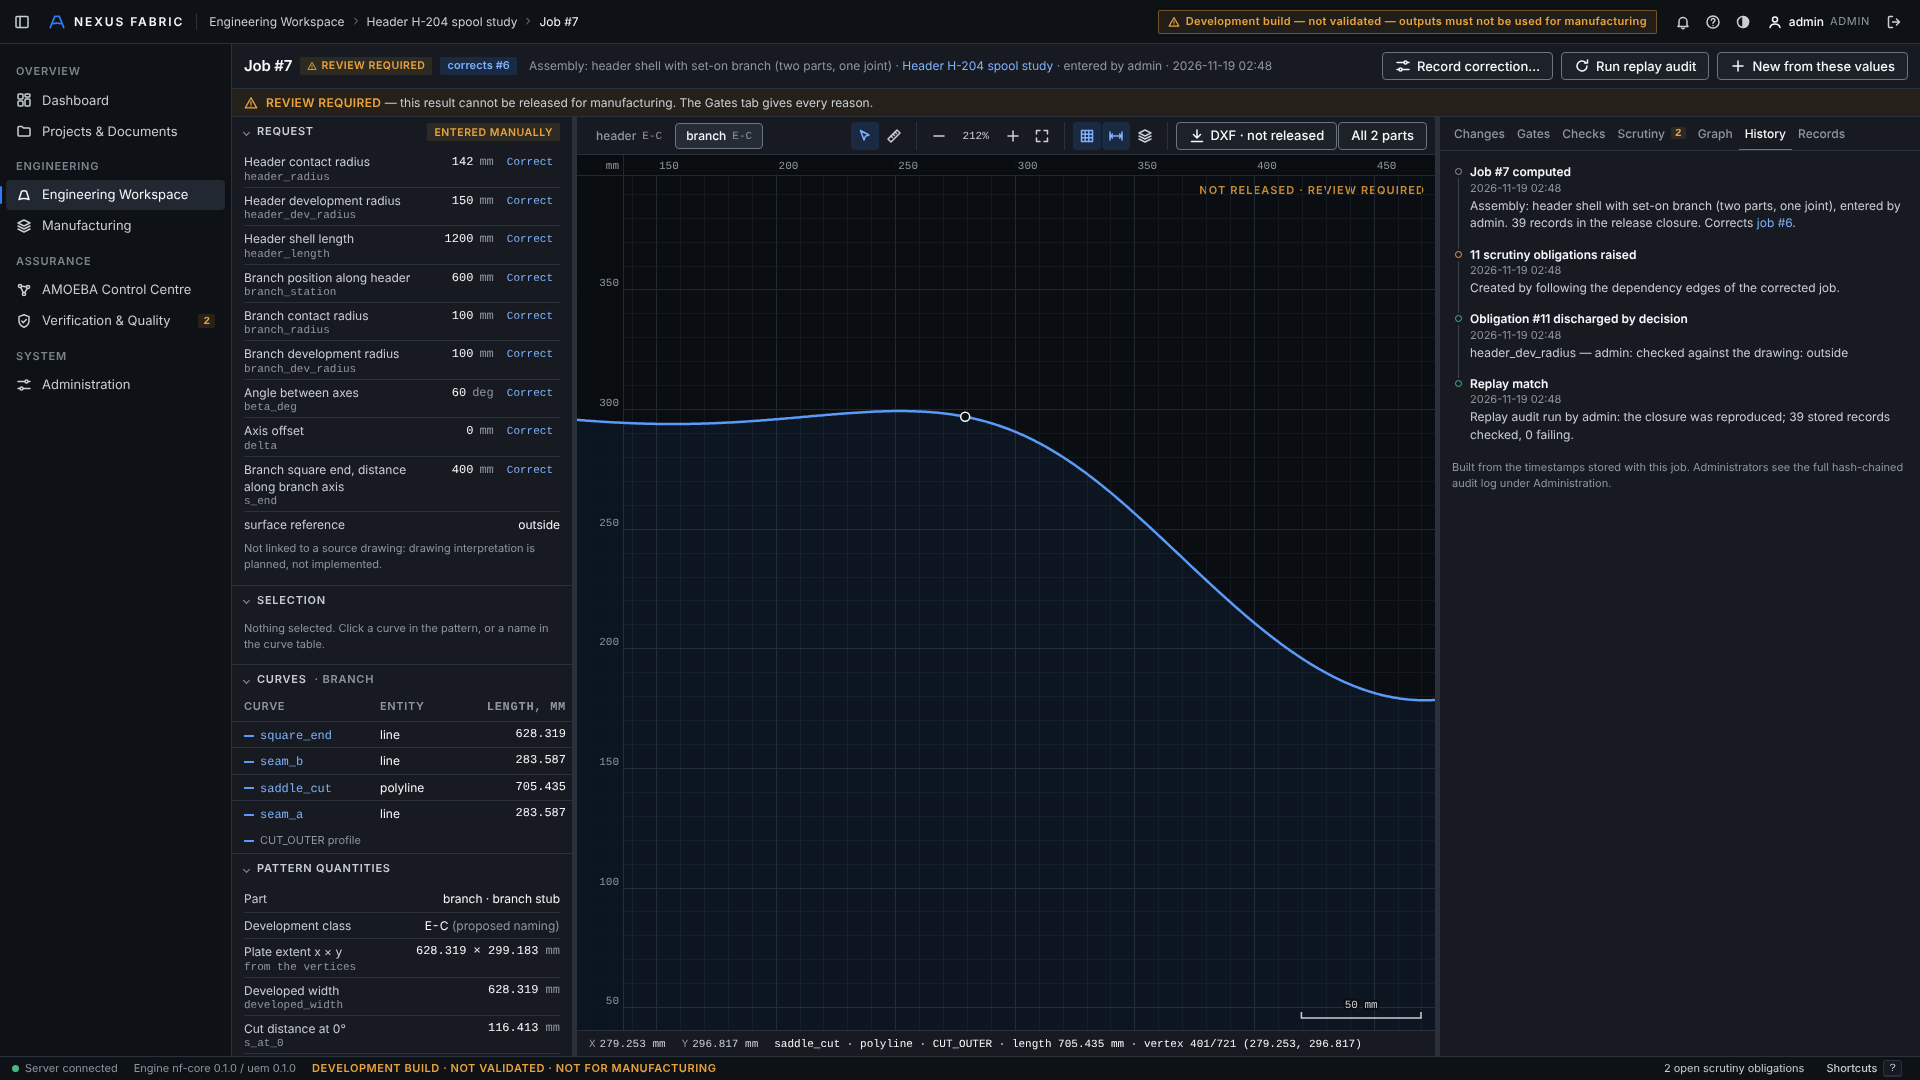 NEXUS FABRIC
Engineering Workspace › Header H-204 spool study › Job #7
Development build — not validated — outputs must not be used for manufacturing
admin ADMIN
OVERVIEW
Dashboard
Projects & Documents
ENGINEERING
Engineering Workspace
Manufacturing
ASSURANCE
AMOEBA Control Centre
Verification & Quality 2
SYSTEM
Administration
Job #7 REVIEW REQUIRED corrects #6 Assembly: header shell with set-on branch (two parts, one joint) · Header H-204 spool study · entered by admin · 2026-11-19 02:48
Record correction... Run replay audit New from these values
REVIEW REQUIRED — this result cannot be released for manufacturing. The Gates tab gives every reason.
REQUEST ENTERED MANUALLY
Header contact radius 142 mm Correct
header_radius
Header development radius 150 mm Correct
header_dev_radius
Header shell length 1200 mm Correct
header_length
Branch position along header 600 mm Correct
branch_station
Branch contact radius 100 mm Correct
branch_radius
Branch development radius 100 mm Correct
branch_dev_radius
Angle between axes 60 deg Correct
beta_deg
Axis offset 0 mm Correct
delta
Branch square end, distance 400 mm Correct
along branch axis
s_end
surface reference outside
Not linked to a source drawing: drawing interpretation is
planned, not implemented.
SELECTION
Nothing selected. Click a curve in the pattern, or a name in
the curve table.
CURVES · BRANCH
CURVE ENTITY LENGTH, MM
square_end line 628.319
seam_b line 283.587
saddle_cut polyline 705.435
seam_a line 283.587
CUT_OUTER profile
PATTERN QUANTITIES
Part branch · branch stub
Development class E-C (proposed naming)
Plate extent x × y 628.319 × 299.183 mm
from the vertices
Developed width 628.319 mm
developed_width
Cut distance at 0° 116.413 mm
s_at_0
header E-C branch E-C
212%
DXF · not released All 2 parts
mm 150 200 250 300 350 400 450
NOT RELEASED · REVIEW REQUIRED
350
300
250
200
150
100
50
50 mm
X 279.253 mm Y 296.817 mm saddle_cut · polyline · CUT_OUTER · length 705.435 mm · vertex 401/721 (279.253, 296.817)
Changes Gates Checks Scrutiny 2 Graph History Records
Job #7 computed
2026-11-19 02:48
Assembly: header shell with set-on branch (two parts, one joint), entered by
admin. 39 records in the release closure. Corrects job #6.
11 scrutiny obligations raised
2026-11-19 02:48
Created by following the dependency edges of the corrected job.
Obligation #11 discharged by decision
2026-11-19 02:48
header_dev_radius — admin: checked against the drawing: outside
Replay match
2026-11-19 02:48
Replay audit run by admin: the closure was reproduced; 39 stored records
checked, 0 failing.
Built from the timestamps stored with this job. Administrators see the full hash-chained
audit log under Administration.
Server connected Engine nf-core 0.1.0 / uem 0.1.0 DEVELOPMENT BUILD · NOT VALIDATED · NOT FOR MANUFACTURING
2 open scrutiny obligations Shortcuts ?